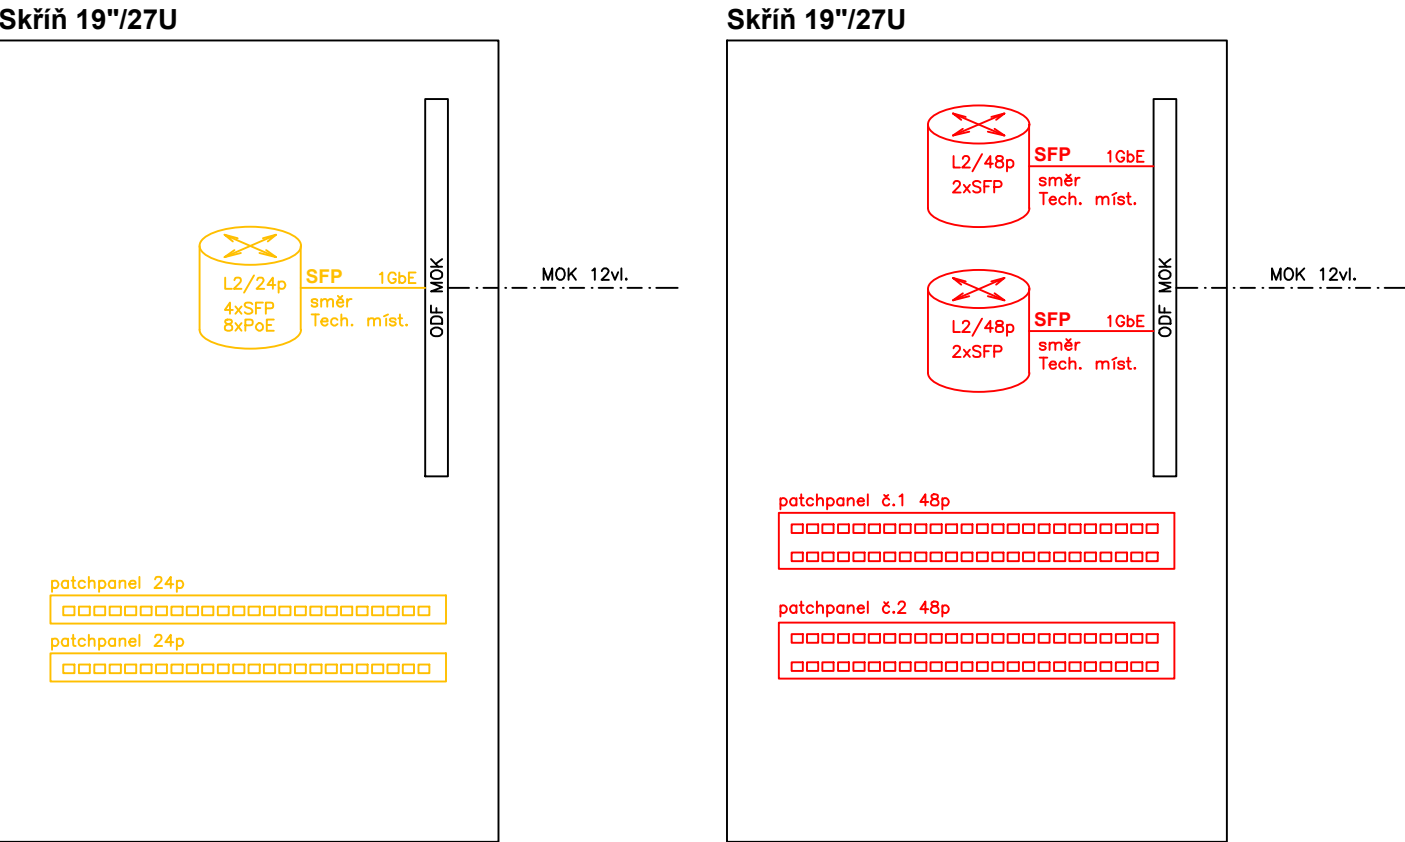 Skříň 19"/27U
L2/24p
4xSFP
8xPoE
SFP 1GbE
směr
Tech. míst.
ODF MOK
MOK 12vl.
patchpanel 24p
patchpanel 24p
Skříň 19"/27U
L2/48p
2xSFP
SFP 1GbE
směr
Tech. míst.
L2/48p
2xSFP
SFP 1GbE
směr
Tech. míst.
ODF MOK
MOK 12vl.
patchpanel č.1 48p
patchpanel č.2 48p